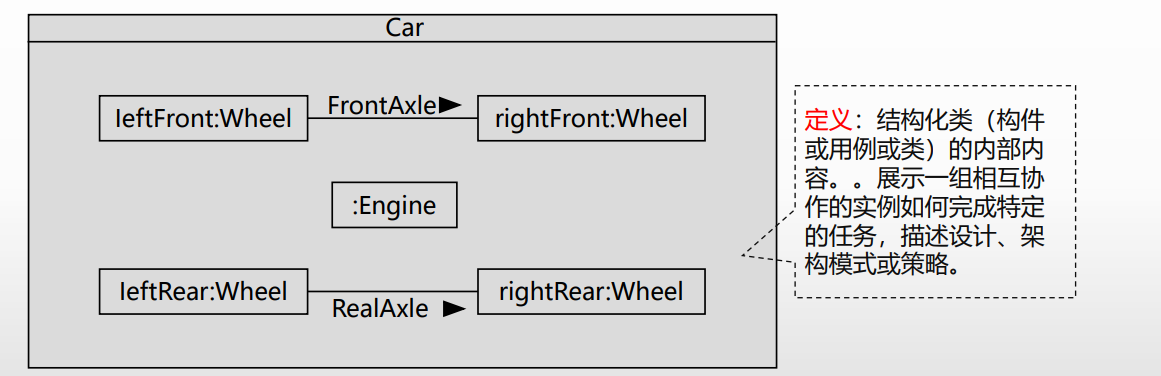 Car
leftFront:Wheel
FrontAxle
rightFront:Wheel
:Engine
leftRear:Wheel
RealAxle
rightRear:Wheel
定义：结构化类（构件
或用例或类）的内部内
容。。展示一组相互协
作的实例如何完成特定
的任务，描述设计、架
构模式或策略。